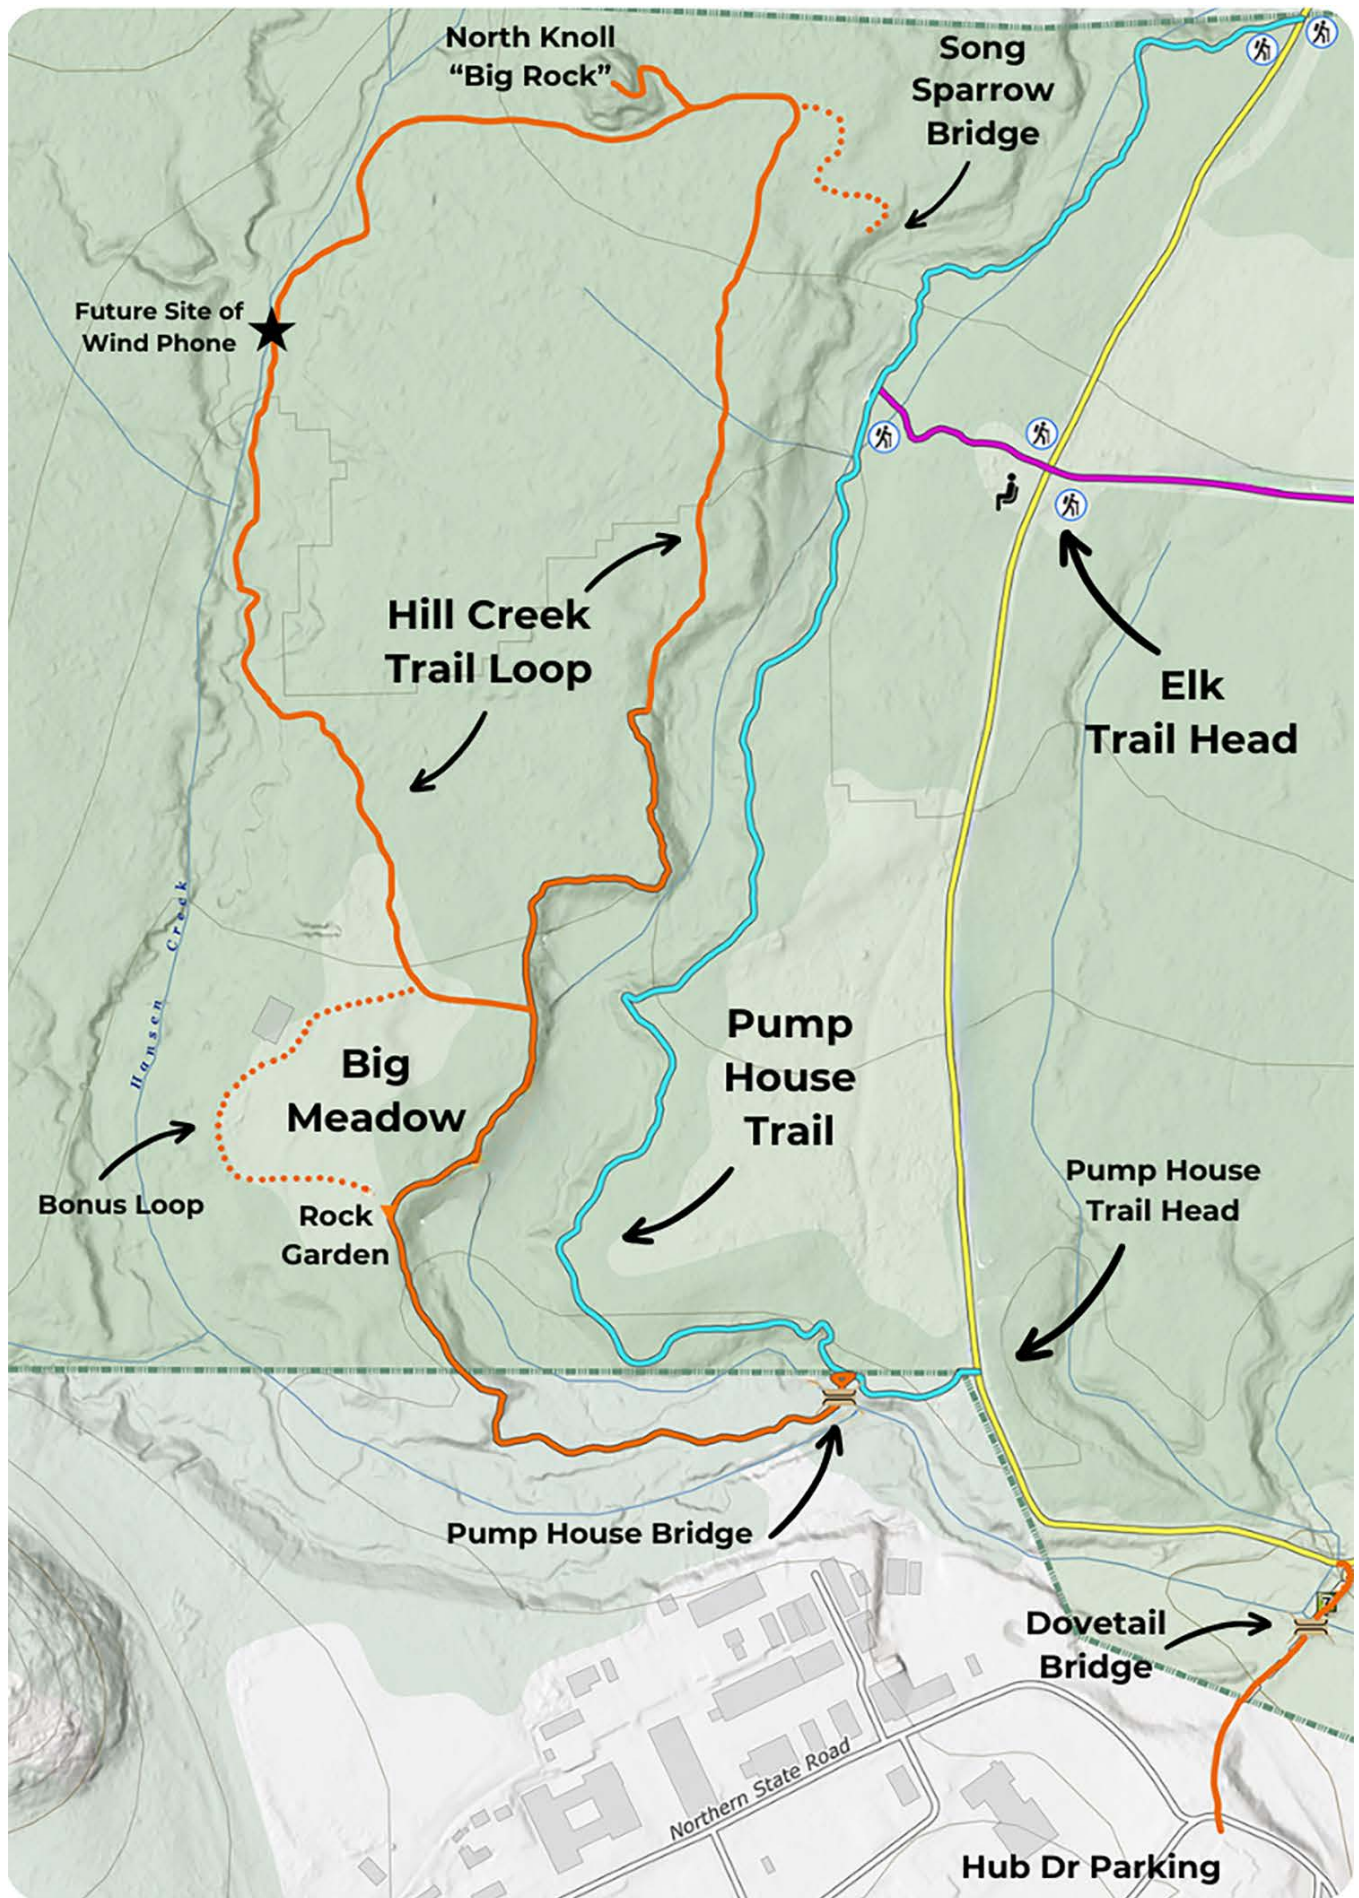 North Knoll
“Big Rock”
Song
Sparrow
Bridge
Future Site of
Wind Phone
Hill Creek
Trail Loop
Elk
Trail Head
Hansen Creek
Big
Meadow
Pump
House
Trail
Bonus Loop
Rock
Garden
Pump House
Trail Head
Pump House Bridge
Dovetail
Bridge
Northern State Road
Hub Dr Parking